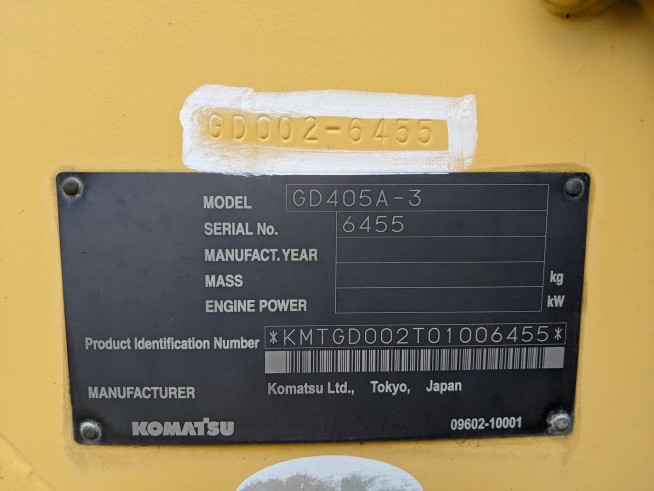 GD002-6455
MODEL GD405A-3
SERIAL No. 6455
MANUFACT. YEAR
MASS kg
ENGINE POWER kW
Product Identification Number *KMTGD002T01006455*
MANUFACTURER Komatsu Ltd., Tokyo, Japan
KOMATSU 09602-10001